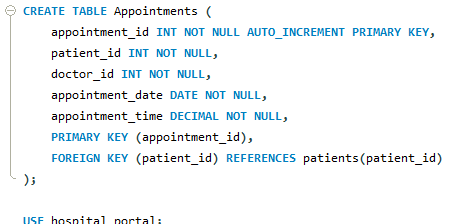 CREATE TABLE Appointments (
appointment_id INT NOT NULL AUTO_INCREMENT PRIMARY KEY,
patient_id INT NOT NULL,
doctor_id INT NOT NULL,
appointment_date DATE NOT NULL,
appointment_time DECIMAL NOT NULL,
PRIMARY KEY (appointment_id),
FOREIGN KEY (patient_id) REFERENCES patients(patient_id)
);
USE hospital_portal;